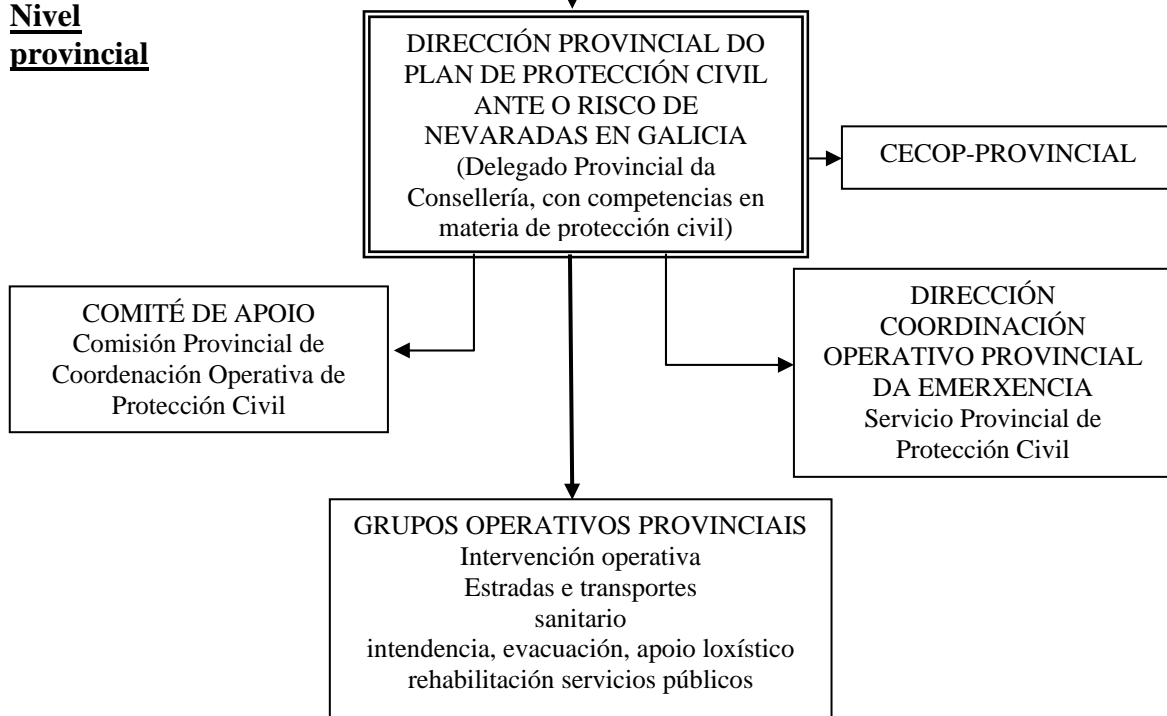 Nivel
provincial
DIRECCIÓN PROVINCIAL DO
PLAN DE PROTECCIÓN CIVIL
ANTE O RISCO DE
NEVARADAS EN GALICIA
(Delegado Provincial da
Consellería, con competencias en
materia de protección civil)
CECOP-PROVINCIAL
COMITÉ DE APOIO
Comisión Provincial de
Coordenación Operativa de
Protección Civil
DIRECCIÓN
COORDINACIÓN
OPERATIVO PROVINCIAL
DA EMERXENCIA
Servicio Provincial de
Protección Civil
GRUPOS OPERATIVOS PROVINCIAIS
Intervención operativa
Estradas e transportes
sanitario
intendencia, evacuación, apoio loxístico
rehabilitación servicios públicos